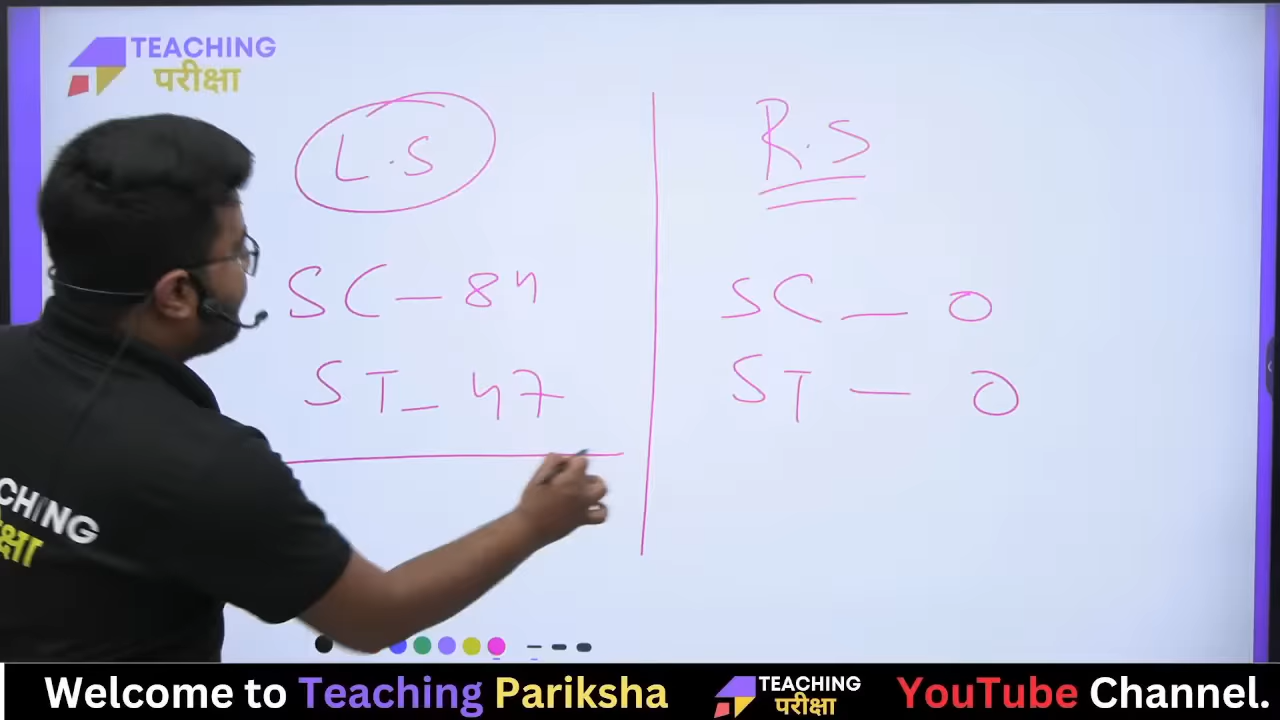 TEACHING
परीक्षा
L.S
SC - 84
ST - 47
R.S
SC - 0
ST - 0
CHING
क्षा
Welcome to Teaching Pariksha
TEACHING
परीक्षा
YouTube Channel.